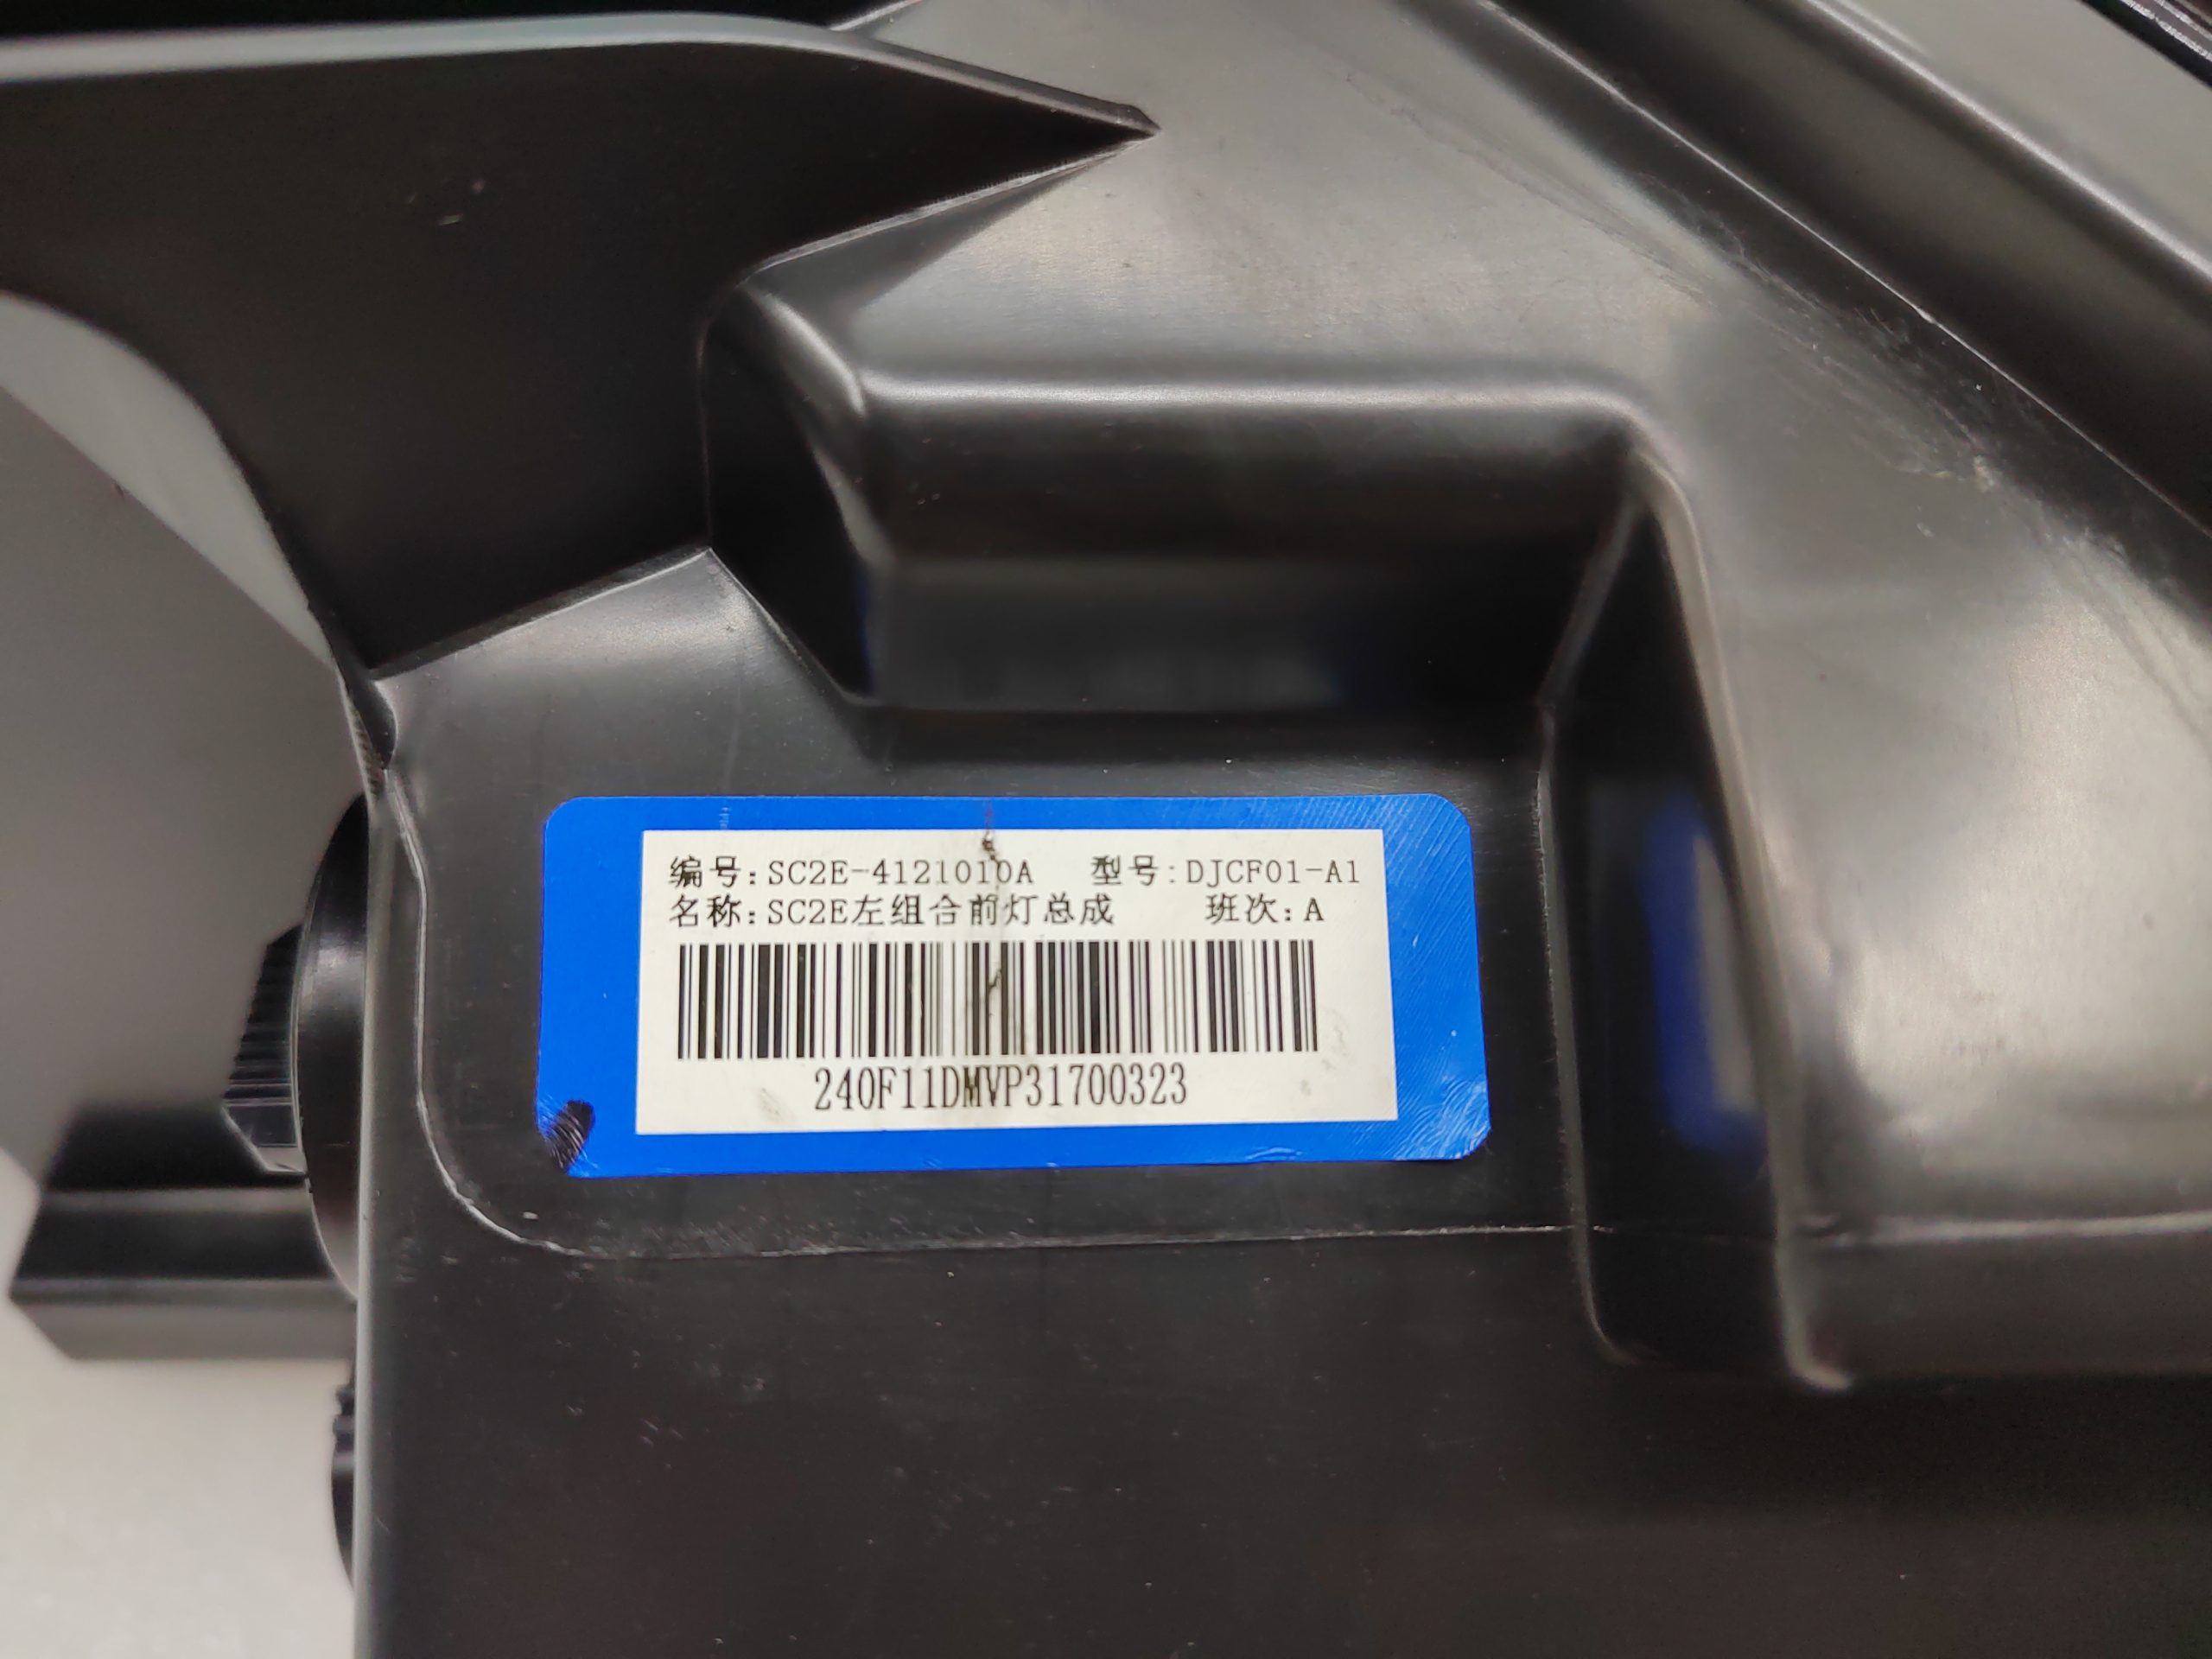 编号:SC2E-4121010A 型号:DJCF01-A1
名称:SC2E左组合前灯总成 班次:A
240F11DMVP31700323